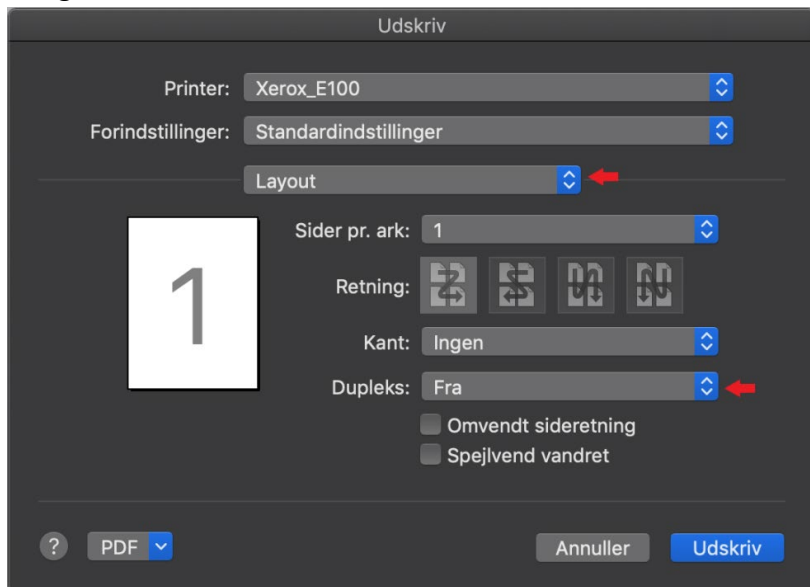 Udskriv
Printer: Xerox_E100
Forindstillinger: Standardindstillinger
Layout
1
Sider pr. ark: 1
Retning:
Kant: Ingen
Dupleks: Fra
Omvendt sideretning
Spejlvend vandret
? PDF Annuller Udskriv